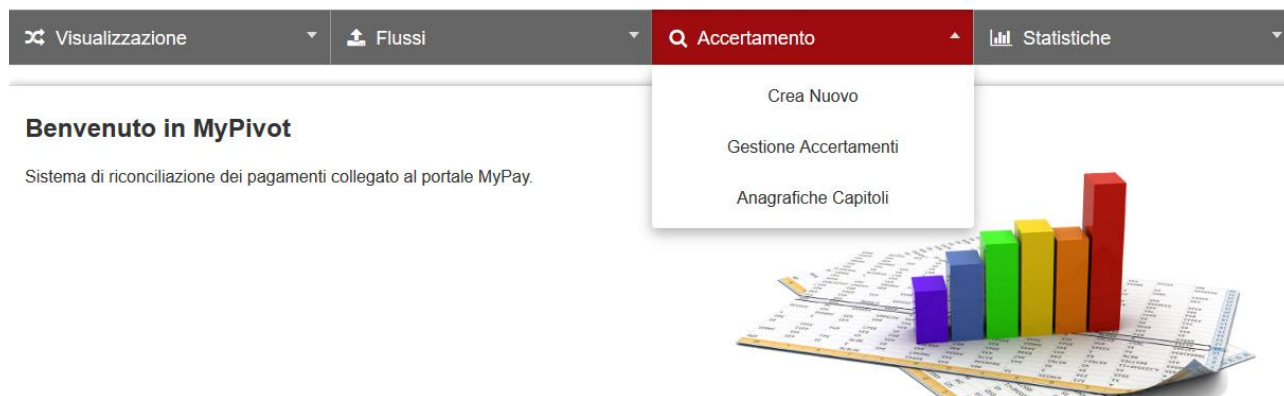 Visualizzazione
Flussi
Accertamento
Statistiche
Crea Nuovo
Gestione Accertamenti
Anagrafiche Capitoli
Benvenuto in MyPivot
Sistema di riconciliazione dei pagamenti collegato al portale MyPay.